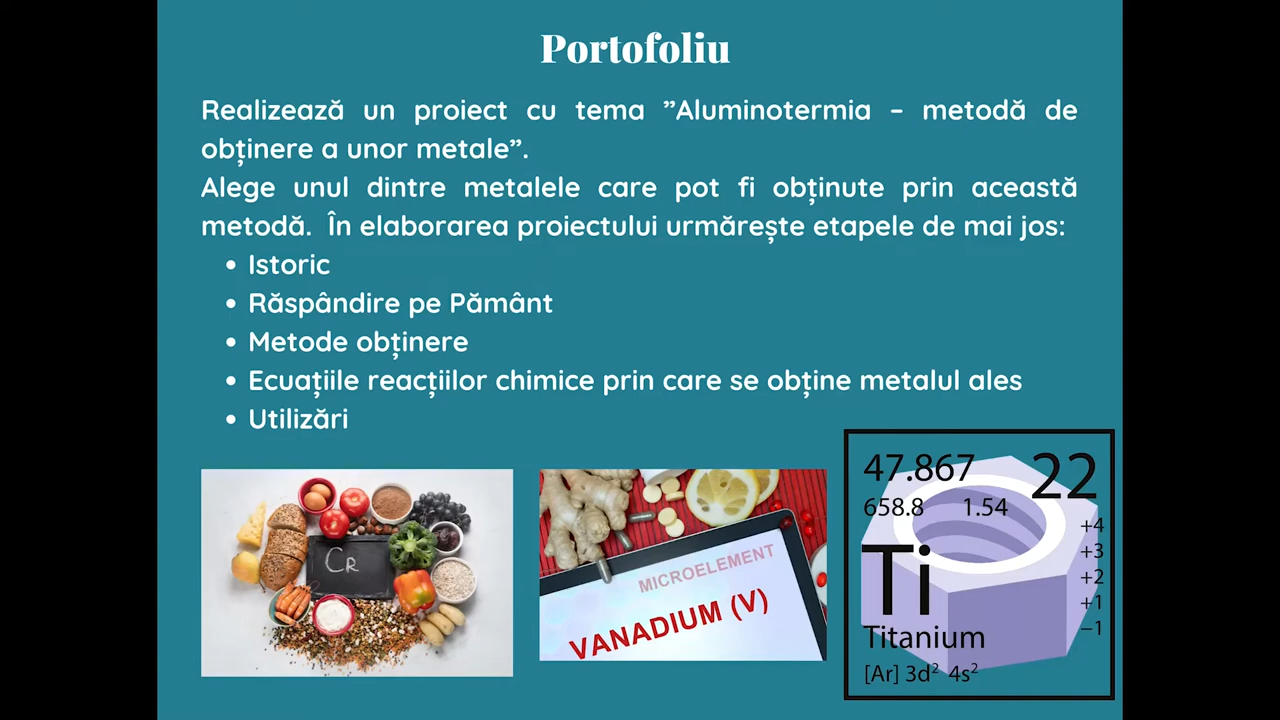 Portofoliu
Realizează un proiect cu tema ”Aluminotermia – metodă de
obținere a unor metale”.
Alege unul dintre metalele care pot fi obținute prin această
metodă. În elaborarea proiectului urmărește etapele de mai jos:
• Istoric
• Răspândire pe Pământ
• Metode obținere
• Ecuațiile reacțiilor chimice prin care se obține metalul ales
• Utilizări
CR
MICROELEMENT
VANADIUM (V)
47.867 22
658.8 1.54
+4
+3
+2
+1
−1
Ti
Titanium
[Ar] 3d² 4s²